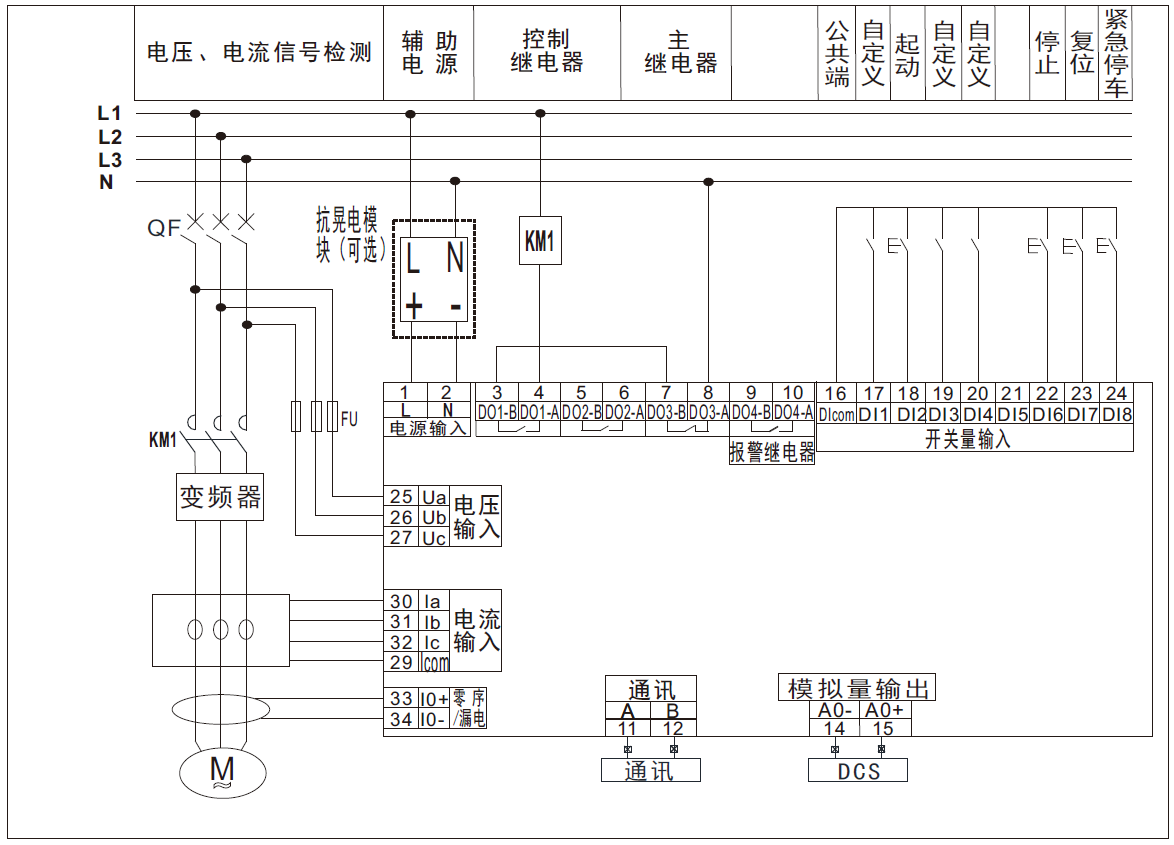 电压、电流信号检测
辅助
电源
控制
继电器
主
继电器
公共端
自定义
起动
自定义
自定义
停止
复位
紧急停车
L1
L2
L3
N
QF
抗晃电模
块（可选）
L N
+ -
KM1
1 2 3 4 5 6 7 8 9 10 16 17 18 19 20 21 22 23 24
L N DO1-B DO1-A DO2-B DO2-A DO3-B DO3-A DO4-B DO4-A DIcom DI1 DI2 DI3 DI4 DI5 DI6 DI7 DI8
电源输入
报警继电器
开关量输入
FU
KM1
变频器
25 Ua
26 Ub
27 Uc
电压
输入
30 Ia
31 Ib
32 Ic
29 Icom
电流
输入
33 I0+
34 I0-
零序
/漏电
M
通讯
A B
11 12
通讯
模拟量输出
A0- A0+
14 15
DCS